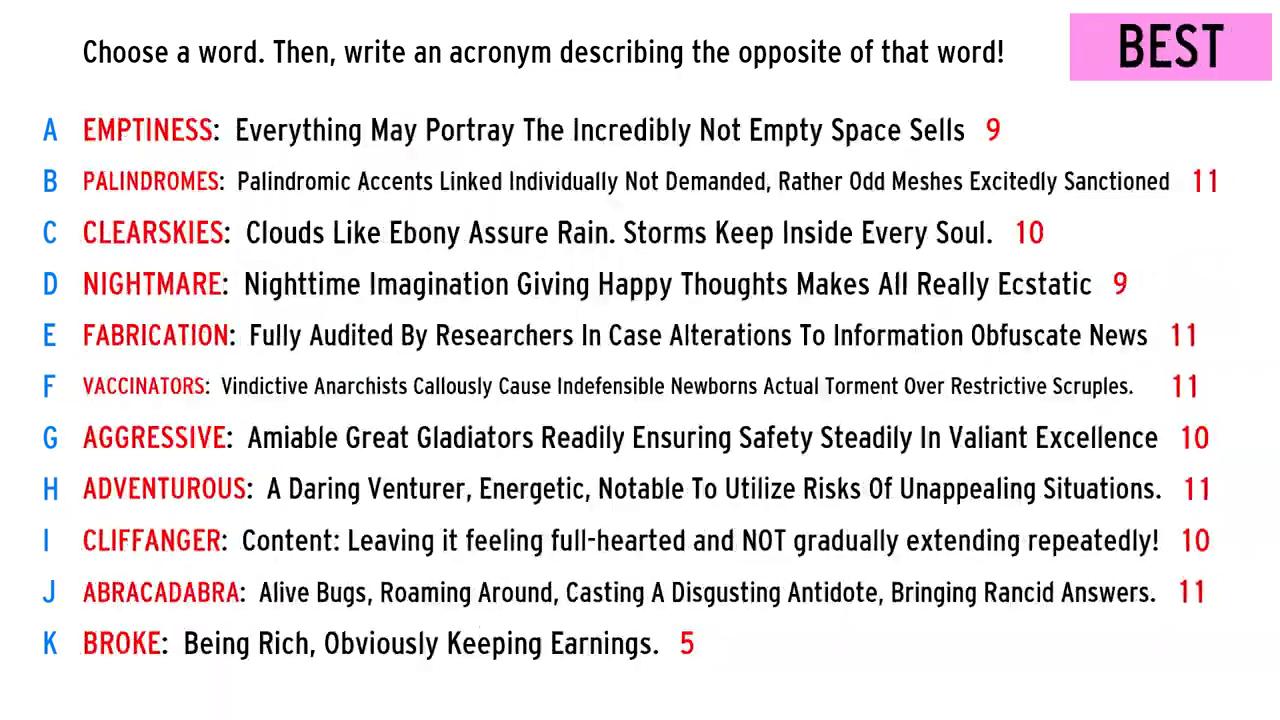 Choose a word. Then, write an acronym describing the opposite of that word!
BEST
A EMPTINESS: Everything May Portray The Incredibly Not Empty Space Sells 9
B PALINDROMES: Palindromic Accents Linked Individually Not Demanded, Rather Odd Meshes Excitedly Sanctioned 11
C CLEARSKIES: Clouds Like Ebony Assure Rain. Storms Keep Inside Every Soul. 10
D NIGHTMARE: Nighttime Imagination Giving Happy Thoughts Makes All Really Ecstatic 9
E FABRICATION: Fully Audited By Researchers In Case Alterations To Information Obfuscate News 11
F VACCINATORS: Vindictive Anarchists Callously Cause Indefensible Newborns Actual Torment Over Restrictive Scruples. 11
G AGGRESSIVE: Amiable Great Gladiators Readily Ensuring Safety Steadily In Valiant Excellence 10
H ADVENTUROUS: A Daring Venturer, Energetic, Notable To Utilize Risks Of Unappealing Situations. 11
I CLIFFANGER: Content: Leaving it feeling full-hearted and NOT gradually extending repeatedly! 10
J ABRACADABRA: Alive Bugs, Roaming Around, Casting A Disgusting Antidote, Bringing Rancid Answers. 11
K BROKE: Being Rich, Obviously Keeping Earnings. 5